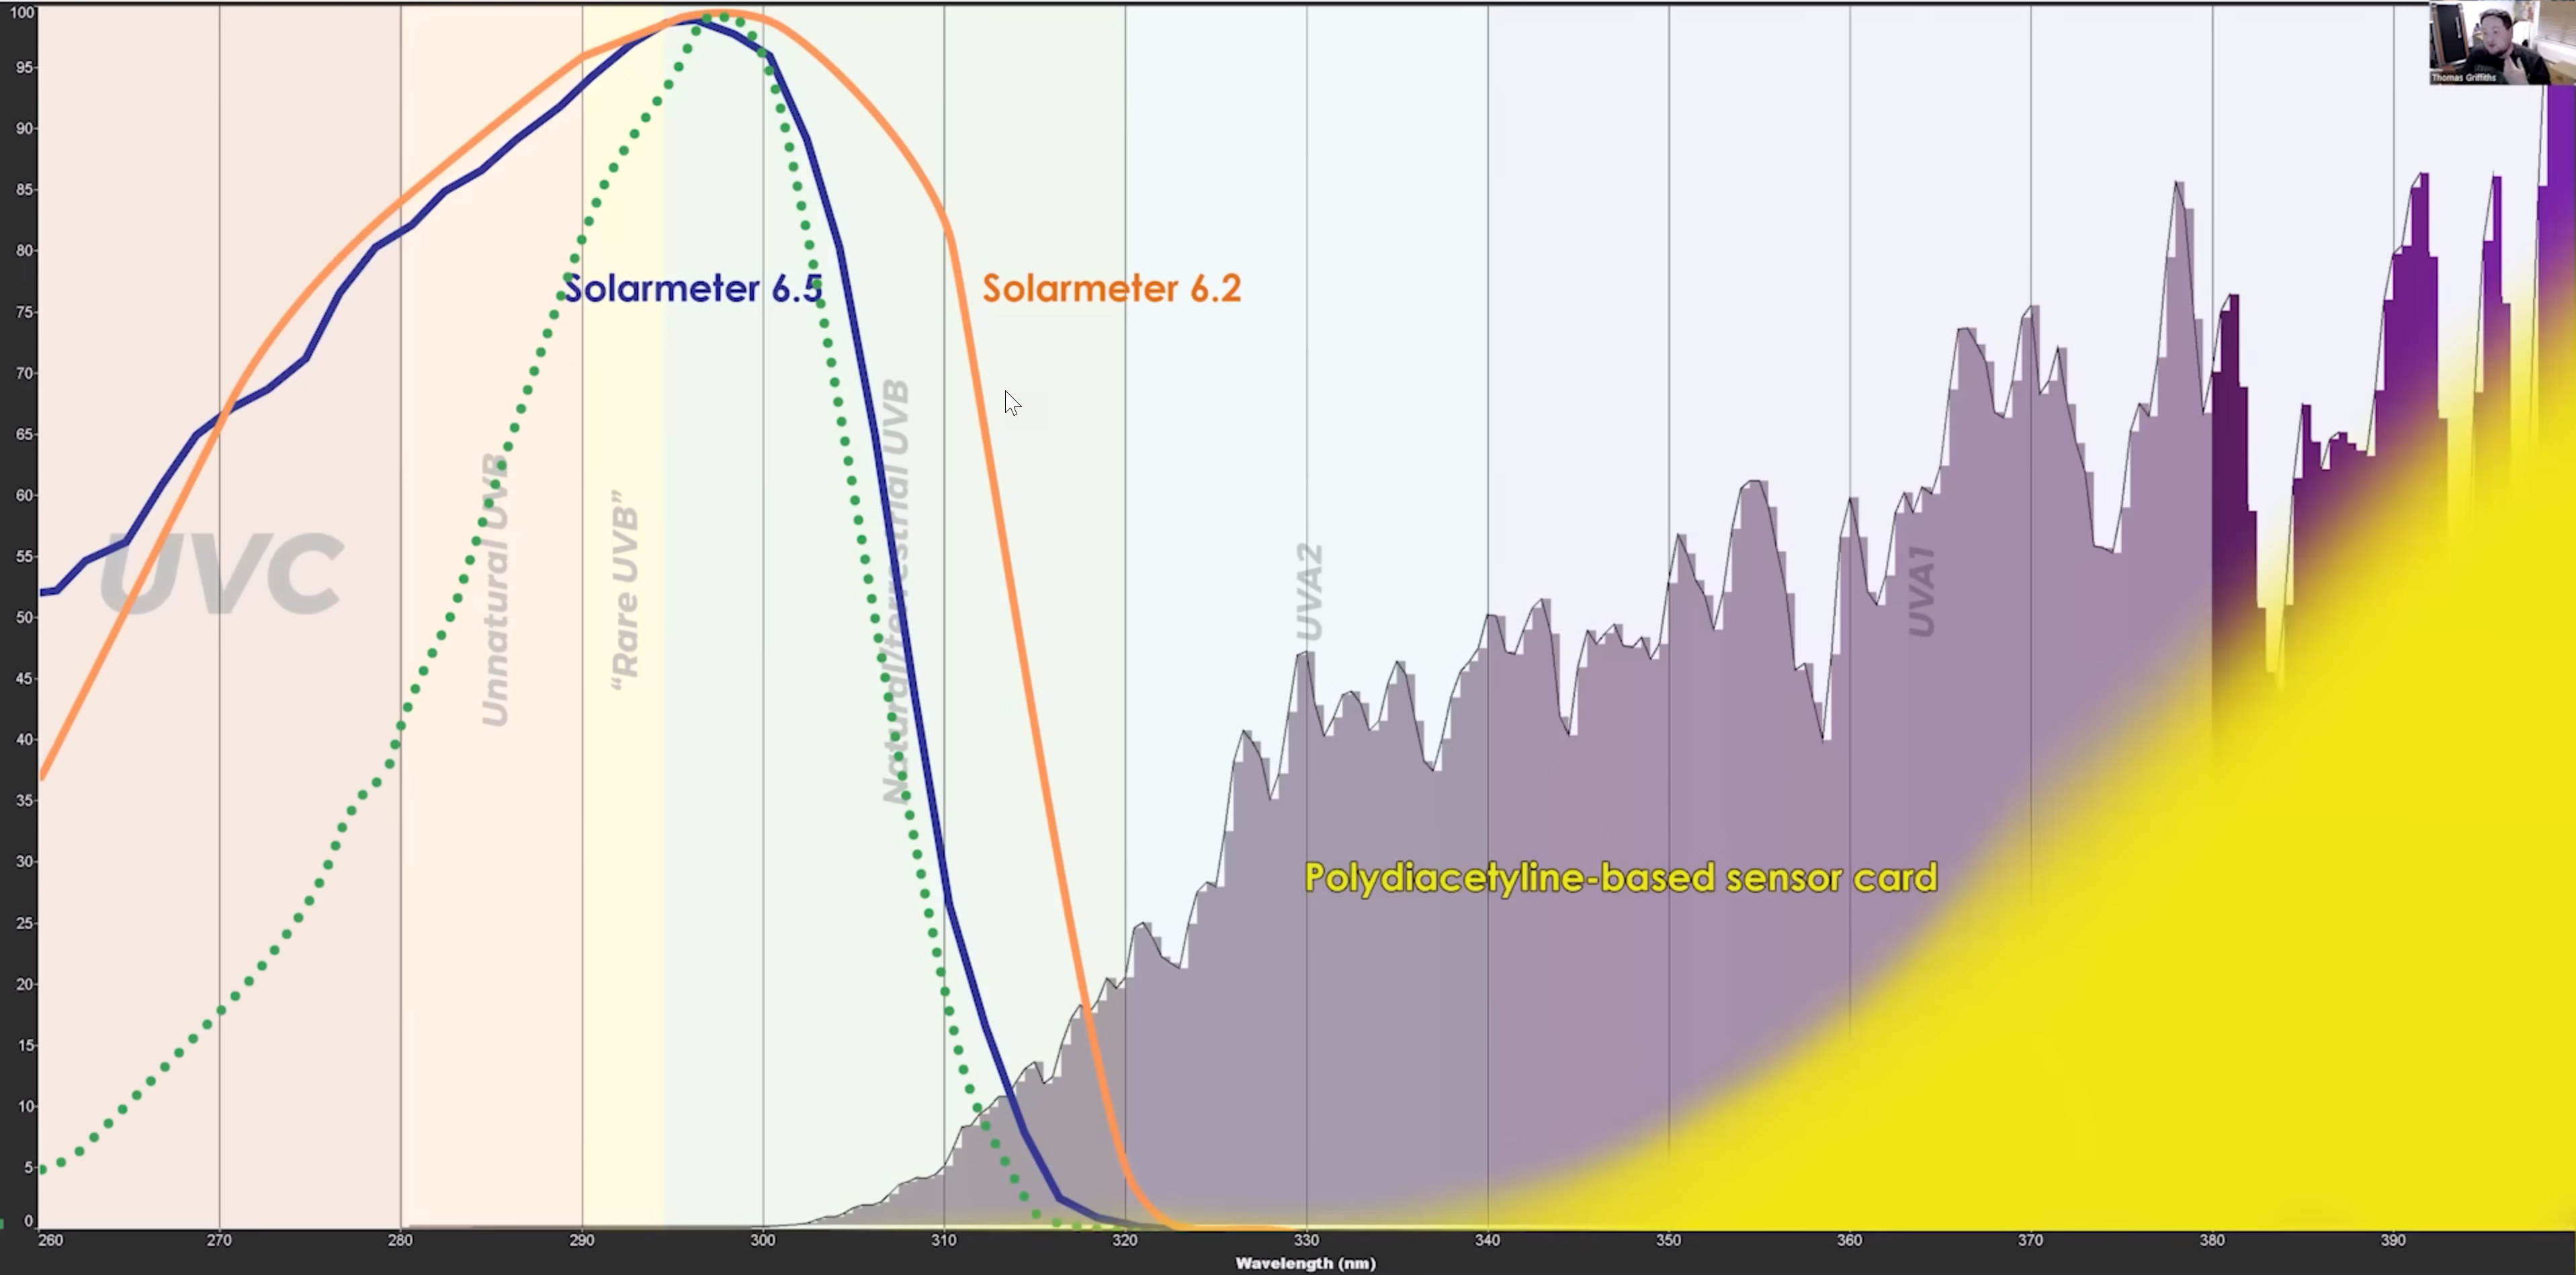 100
95
90
85
80
75
70
65
60
55
50
45
40
35
30
25
20
15
10
5
0
Thomas Griffiths
Solarmeter 6.5
Solarmeter 6.2
UVC
Unnatural UVB
“Rare UVB”
Natural/terrestrial UVB
UVA2
UVA1
Polydiacetyline-based sensor card
260 270 280 290 300 310 320 330 340 350 360 370 380 390
Wavelength (nm)